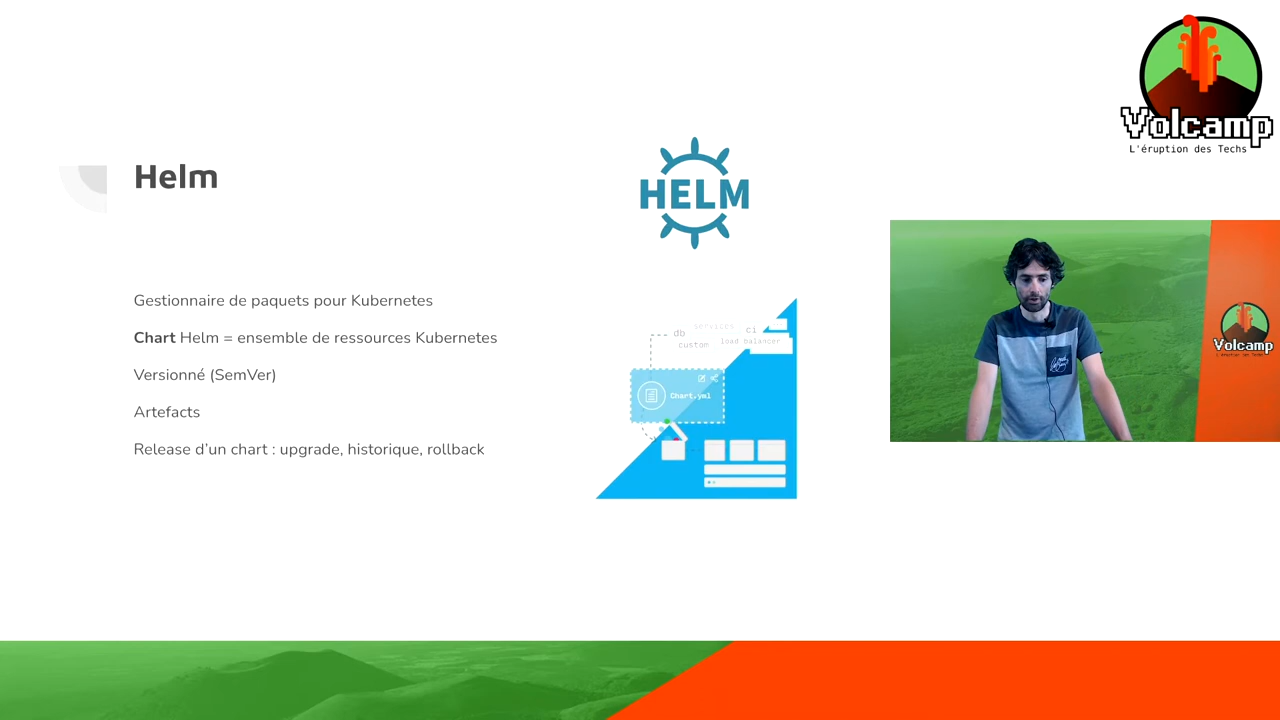 Volcamp
L'éruption des Techs
Helm
HELM
Gestionnaire de paquets pour Kubernetes
Chart Helm = ensemble de ressources Kubernetes
Versionné (SemVer)
Artefacts
Release d'un chart : upgrade, historique, rollback
db services ci
custom load balancer
Chart.yml
Volcamp